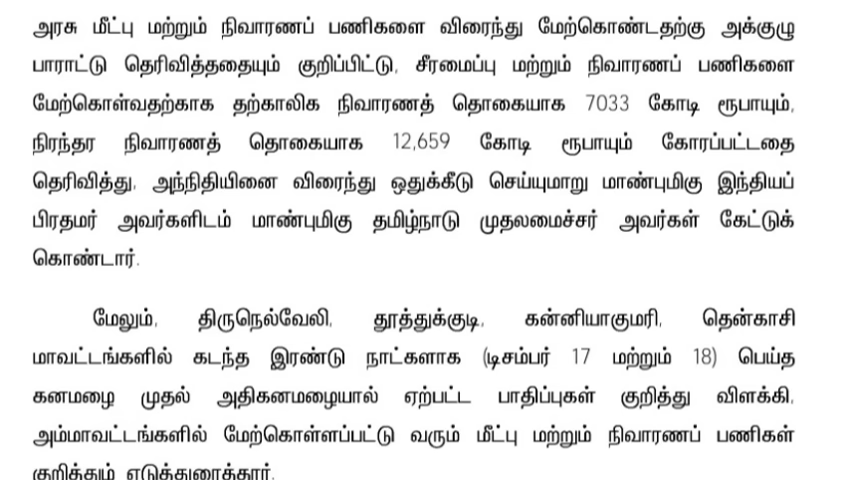 அரசு மீட்பு மற்றும் நிவாரணப் பணிகளை விரைந்து மேற்கொண்டதற்கு அக்குழு
பாராட்டு தெரிவித்ததையும் குறிப்பிட்டு, சீரமைப்பு மற்றும் நிவாரணப் பணிகளை
மேற்கொள்வதற்காக தற்காலிக நிவாரணத் தொகையாக 7033 கோடி ரூபாயும்,
நிரந்தர நிவாரணத் தொகையாக 12,659 கோடி ரூபாயும் கோரப்பட்டதை
தெரிவித்து, அந்நிதியினை விரைந்து ஒதுக்கீடு செய்யுமாறு மாண்புமிகு இந்தியப்
பிரதமர் அவர்களிடம் மாண்புமிகு தமிழ்நாடு முதலமைச்சர் அவர்கள் கேட்டுக்
கொண்டார்.
மேலும், திருநெல்வேலி, தூத்துக்குடி, கன்னியாகுமரி, தென்காசி
மாவட்டங்களில் கடந்த இரண்டு நாட்களாக (டிசம்பர் 17 மற்றும் 18) பெய்த
கனமழை முதல் அதிகனமழையால் ஏற்பட்ட பாதிப்புகள் குறித்து விளக்கி,
அம்மாவட்டங்களில் மேற்கொள்ளப்பட்டு வரும் மீட்பு மற்றும் நிவாரணப் பணிகள்
குறித்தும் எடுத்துரைத்தார்.